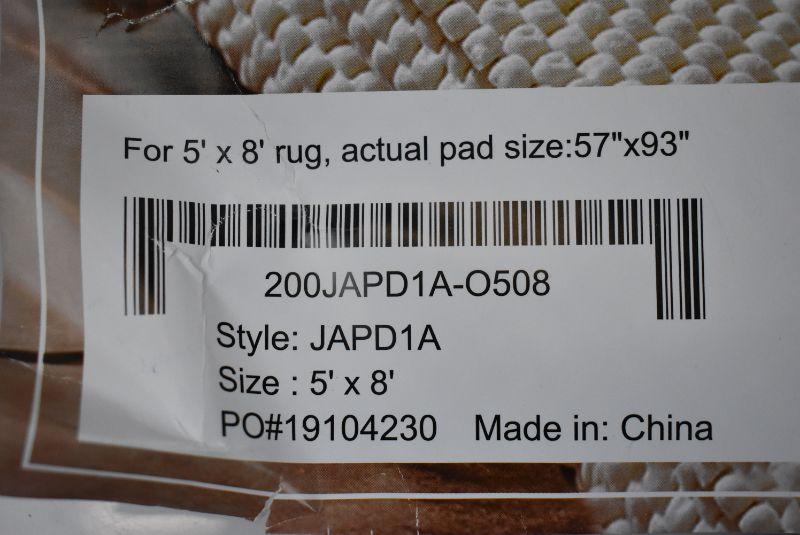 For 5' x 8' rug, actual pad size:57"x93"
200JAPD1A-O508
Style: JAPD1A
Size : 5' x 8'
PO#19104230 Made in: China